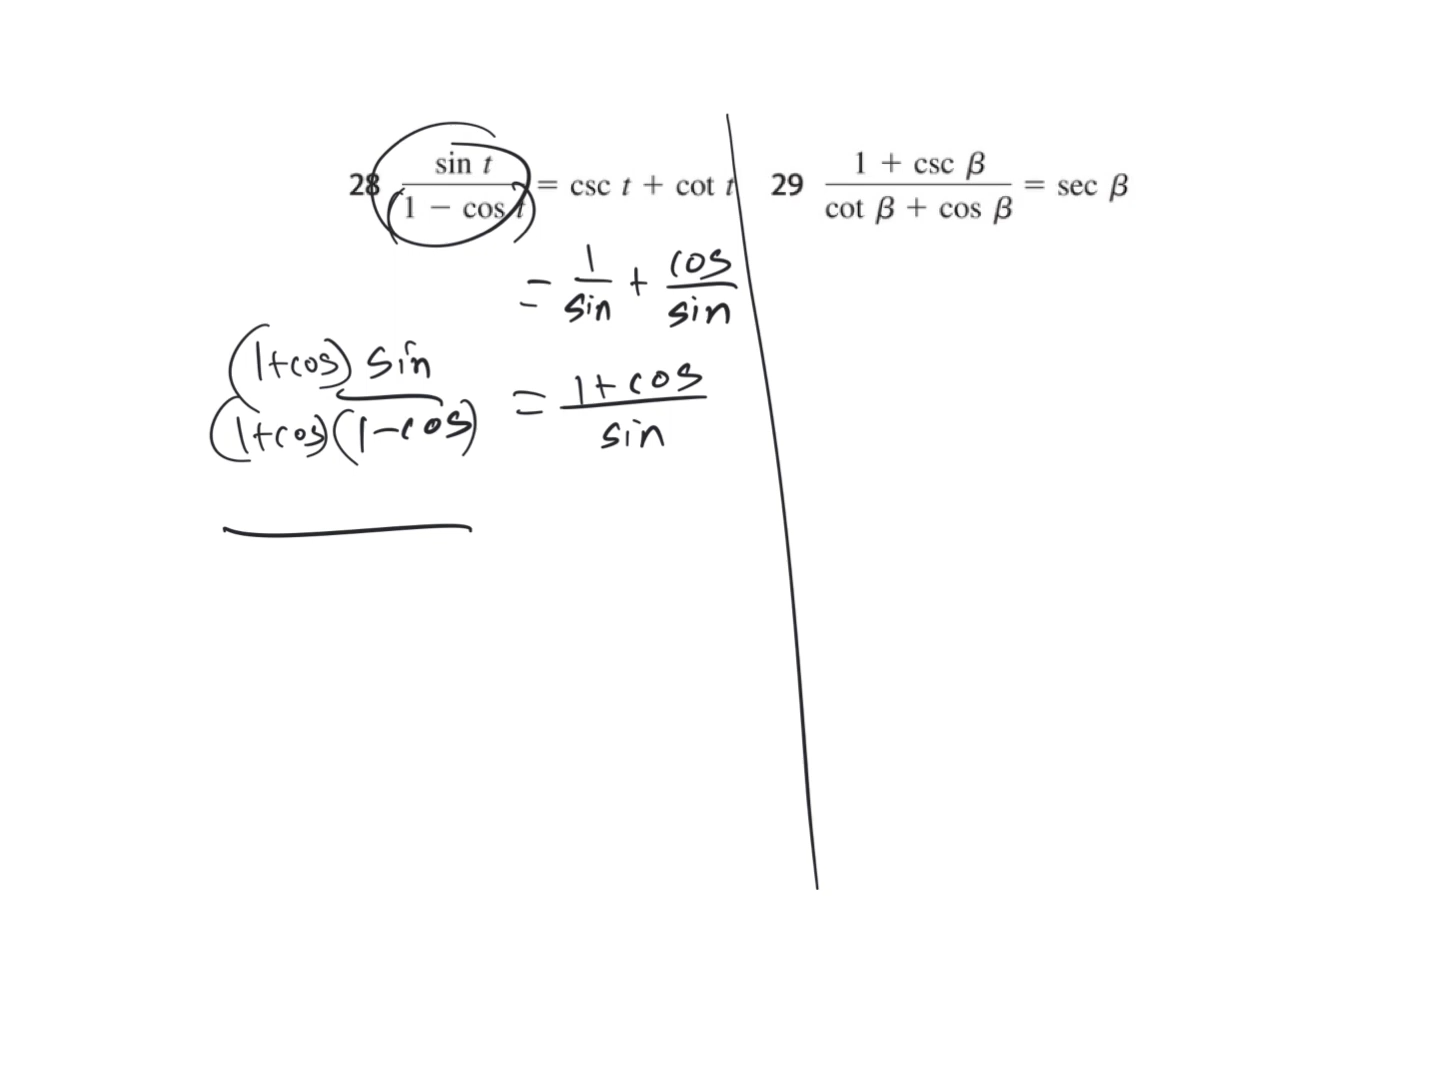 28 sin t / 1 − cos t = csc t + cot t
= 1/sin + cos/sin
(1+cos) sin / (1+cos)(1−cos) = 1+cos / sin
29 1 + csc β / cot β + cos β = sec β